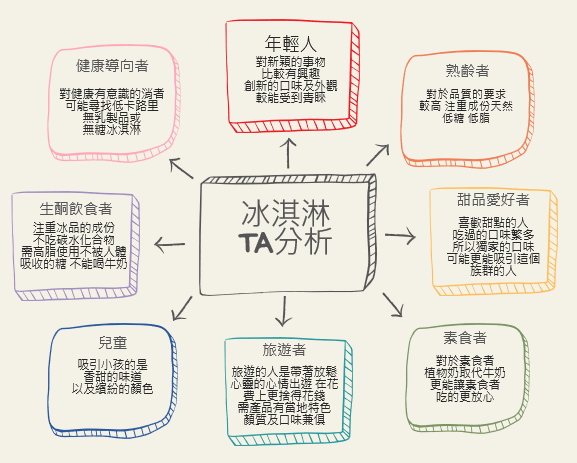 健康導向者
對健康有意識的消者
可能尋找低卡路里
無乳製品或
無糖冰淇淋
年輕人
對新穎的事物
比較有興趣
創新的口味及外觀
較能受到青睞
熟齡者
對於品質的要求
較高 注重成份天然
低糖 低脂
生酮飲食者
注重冰品的成份
不吃碳水化合物
需高脂使用不被人體
吸收的糖 不能喝牛奶
冰淇淋
TA分析
甜品愛好者
喜歡甜點的人
吃過的口味繁多
所以獨家的口味
可能更能吸引這個
族群的人
兒童
吸引小孩的是
香甜的味道
以及繽紛的顏色
旅遊者
旅遊的人是帶著放鬆
心靈的心情出遊 在花
費上更捨得花錢
需產品有當地特色
顏質及口味兼俱
素食者
對於素食者
植物奶取代牛奶
更能讓素食者
吃的更放心